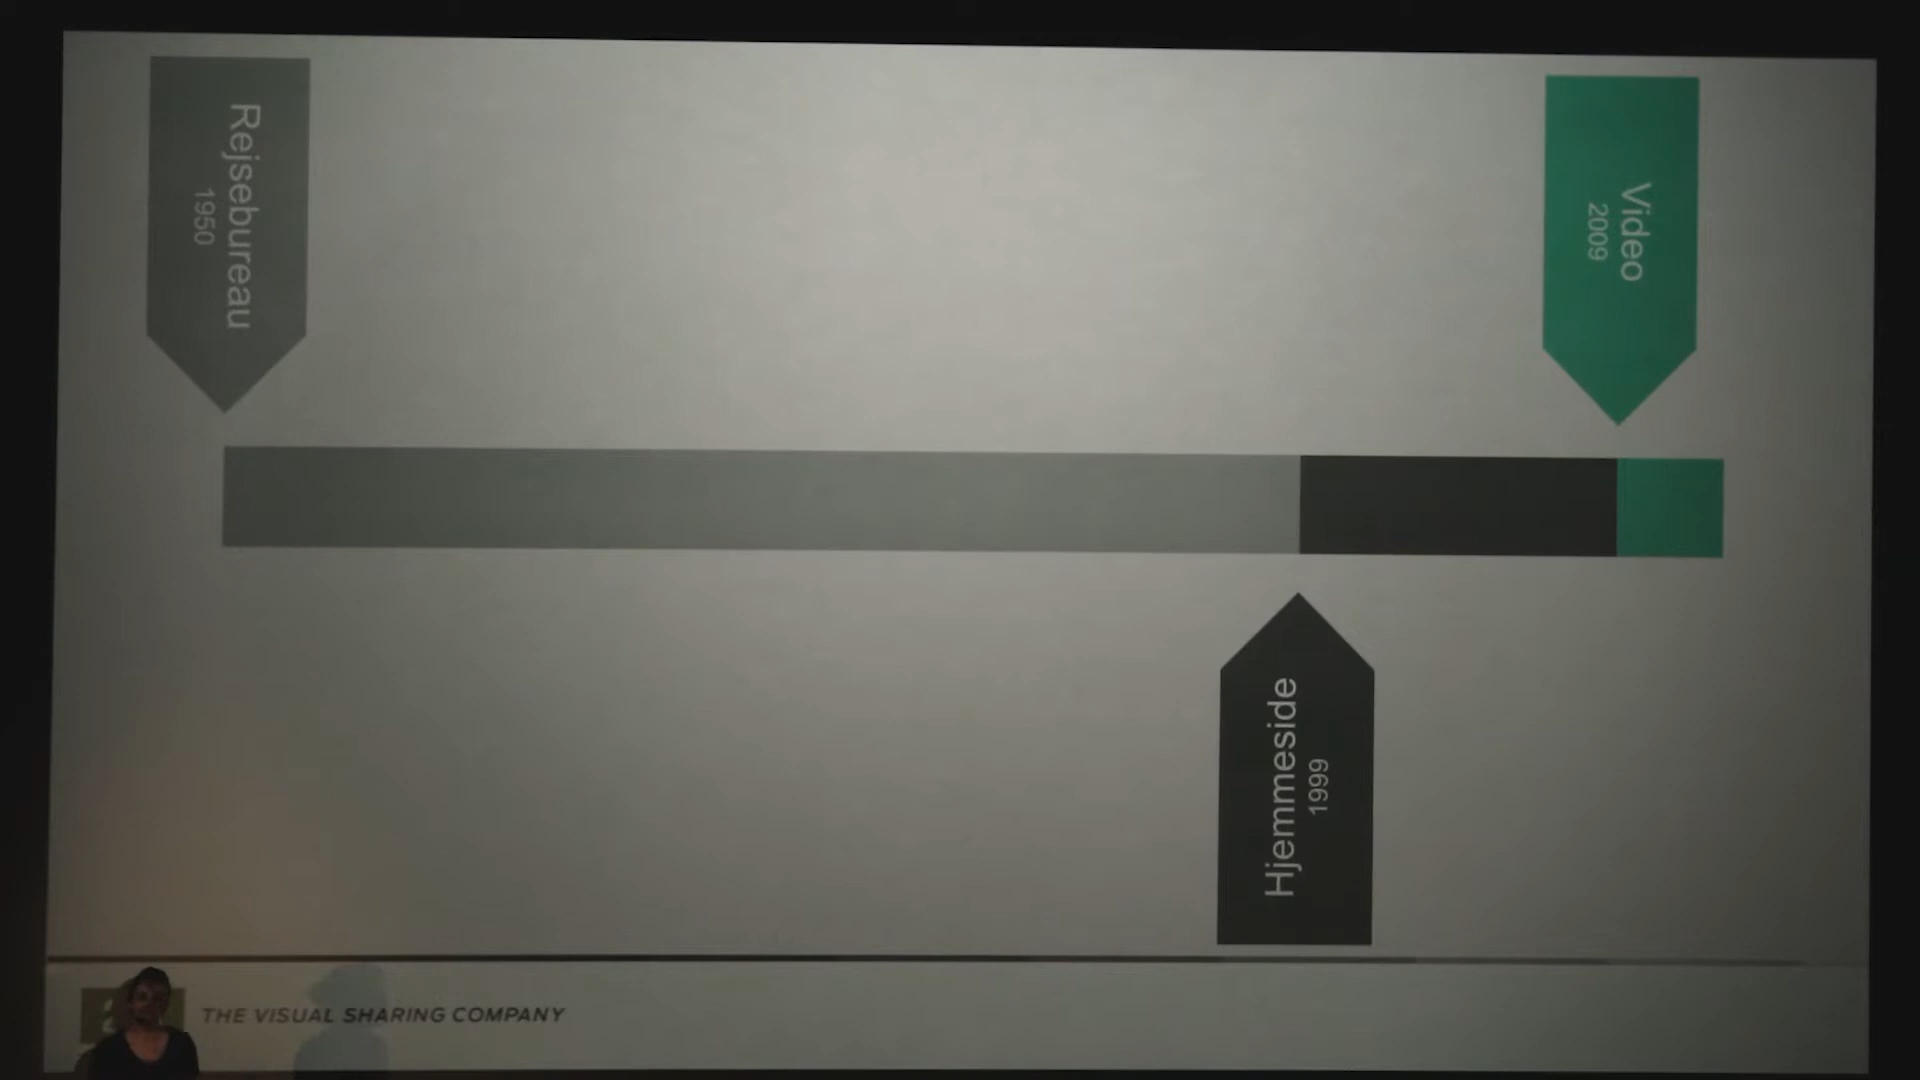 Rejsebureau
1950
Video
2009
Hjemmeside
1999
THE VISUAL SHARING COMPANY